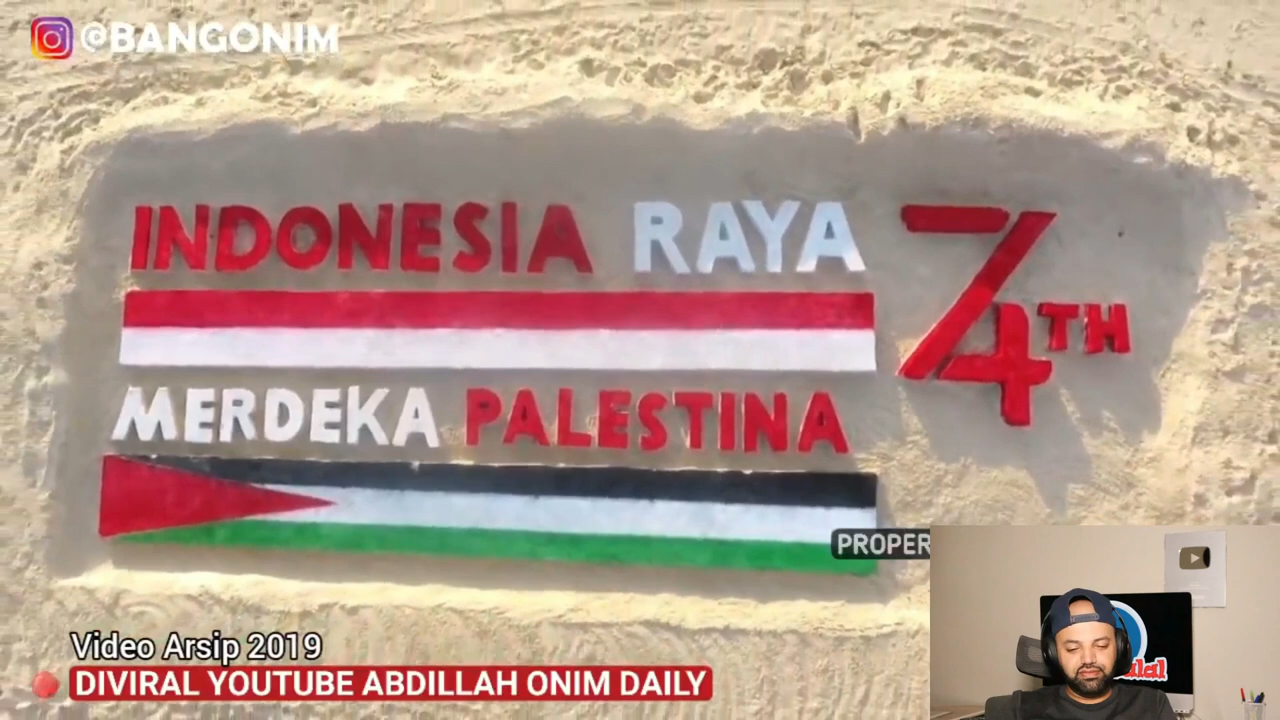 @BANGONIM
INDONESIA RAYA
74TH
MERDEKA PALESTINA
PROPER
Video Arsip 2019
DIVIRAL YOUTUBE ABDILLAH ONIM DAILY